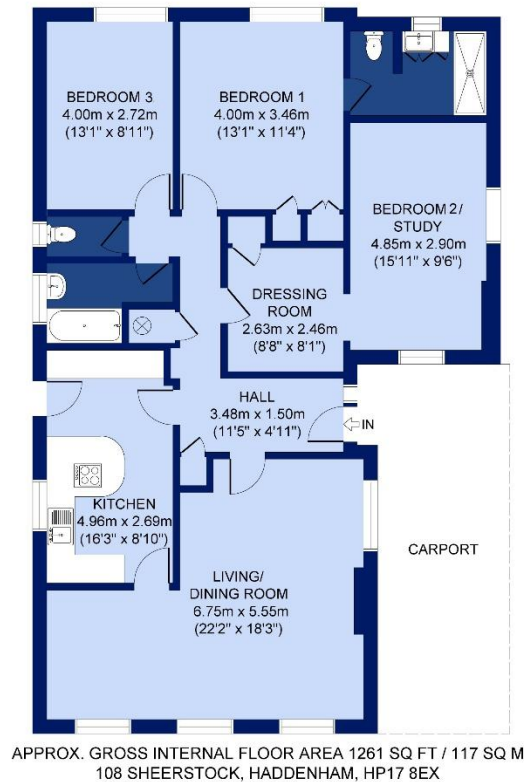 BEDROOM 3
4.00m x 2.72m
(13'1" x 8'11")
BEDROOM 1
4.00m x 3.46m
(13'1" x 11'4")
BEDROOM 2/
STUDY
4.85m x 2.90m
(15'11" x 9'6")
DRESSING
ROOM
2.63m x 2.46m
(8'8" x 8'1")
HALL
3.48m x 1.50m
(11'5" x 4'11")
IN
KITCHEN
4.96m x 2.69m
(16'3" x 8'10")
LIVING/
DINING ROOM
6.75m x 5.55m
(22'2" x 18'3")
CARPORT
APPROX. GROSS INTERNAL FLOOR AREA 1261 SQ FT / 117 SQ M
108 SHEERSTOCK, HADDENHAM, HP17 8EX